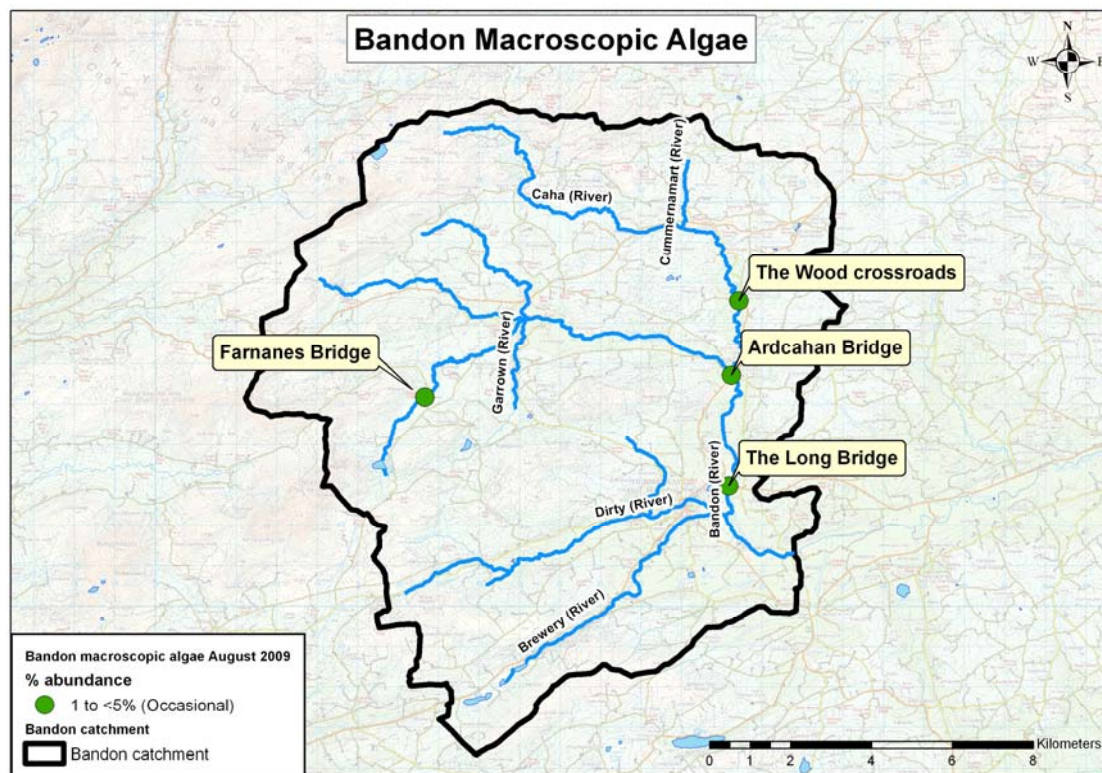 Bandon Macroscopic Algae
N
W E
S
Caha (River)
Cummernamart (River)
The Wood crossroads
Farnanes Bridge
Garrown (River)
Ardcahan Bridge
The Long Bridge
Dirty (River)
Bandon (River)
Brewery (River)
Bandon macroscopic algae August 2009
% abundance
1 to <5% (Occasional)
Bandon catchment
Bandon catchment
Kilometers
0 1 2 4 6 8